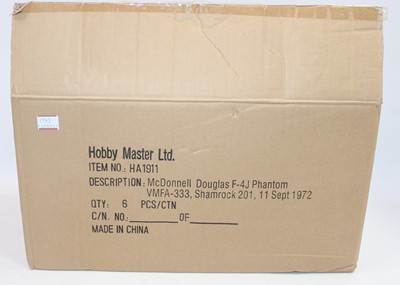 Hobby Master Ltd.
ITEM NO.: HA1911
DESCRIPTION: McDonnell Douglas F-4J Phantom
VMFA-333, Shamrock 201, 11 Sept 1972
QTY: 6 PCS/CTN
C/N. NO.:________OF________
MADE IN CHINA